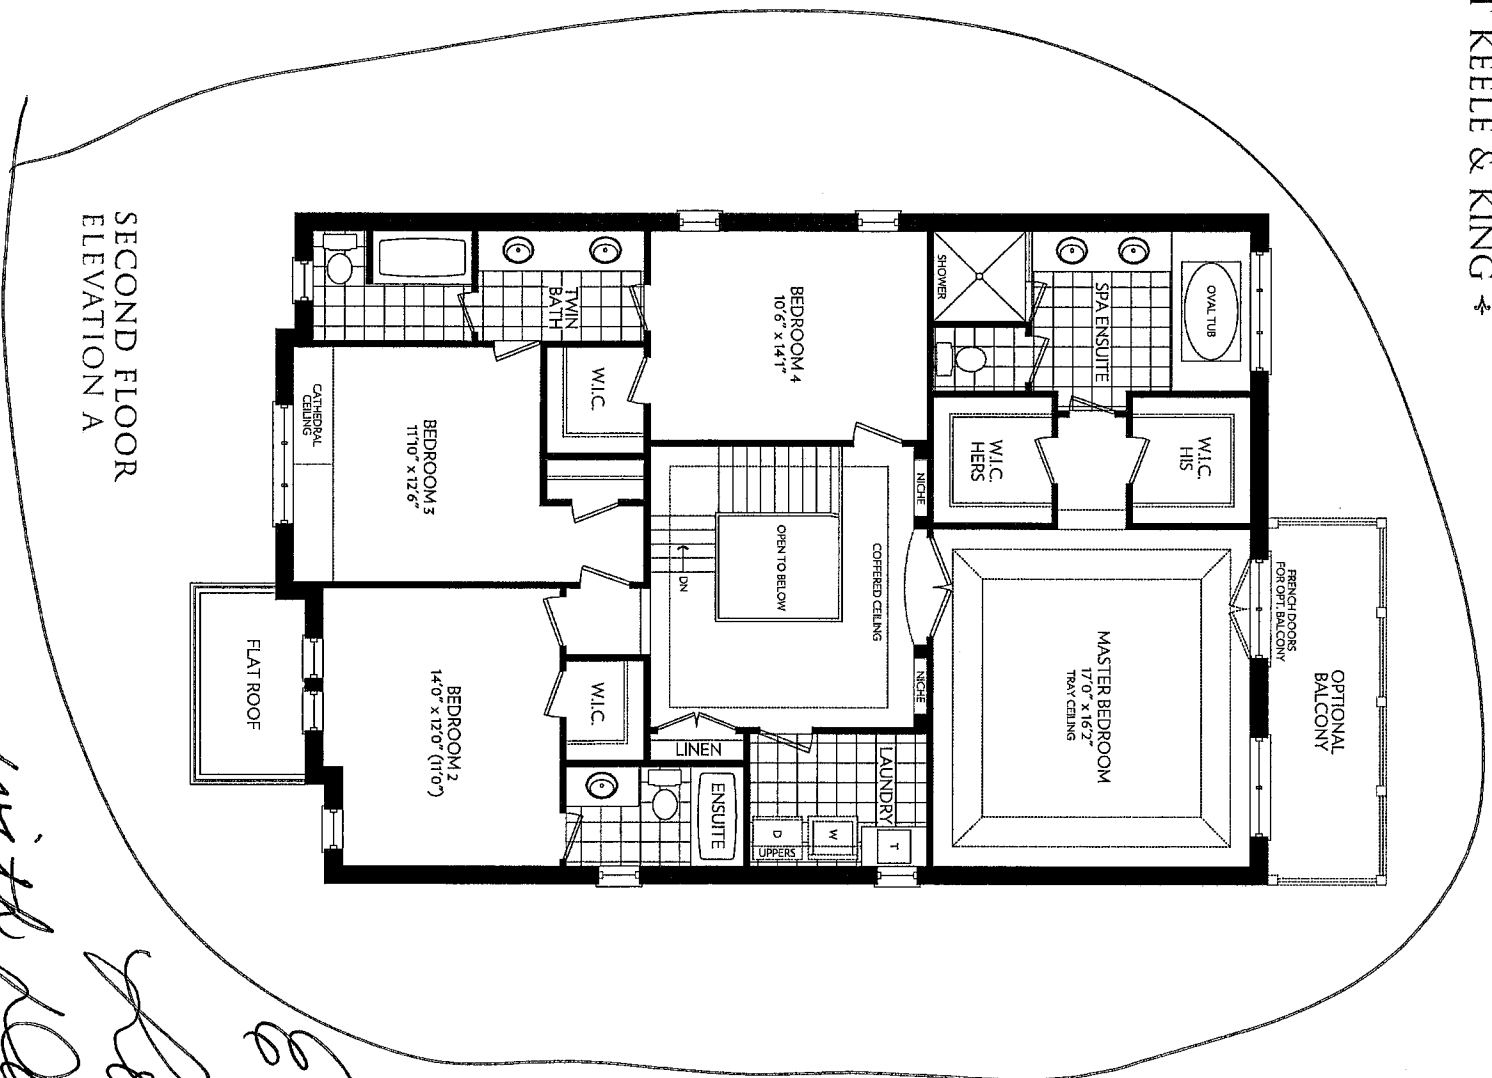 KEELE & KING
OPTIONAL
BALCONY
FRENCH DOORS
FOR OPT. BALCONY
OVAL TUB
SPA ENSUITE
SHOWER
W.I.C.
HIS
W.I.C.
HERS
MASTER BEDROOM
17'0" x 16'2"
TRAY CEILING
NICHE
NICHE
COFFERED CEILING
OPEN TO BELOW
DN
BEDROOM 4
10'6" x 14'1"
LAUNDRY
T
W
D
UPPERS
LINEN
ENSUITE
W.I.C.
W.I.C.
TWIN
BATH
BEDROOM 3
11'10" x 12'6"
CATHEDRAL
CEILING
BEDROOM 2
14'0" x 12'0" (11'0")
FLAT ROOF
SECOND FLOOR
ELEVATION A